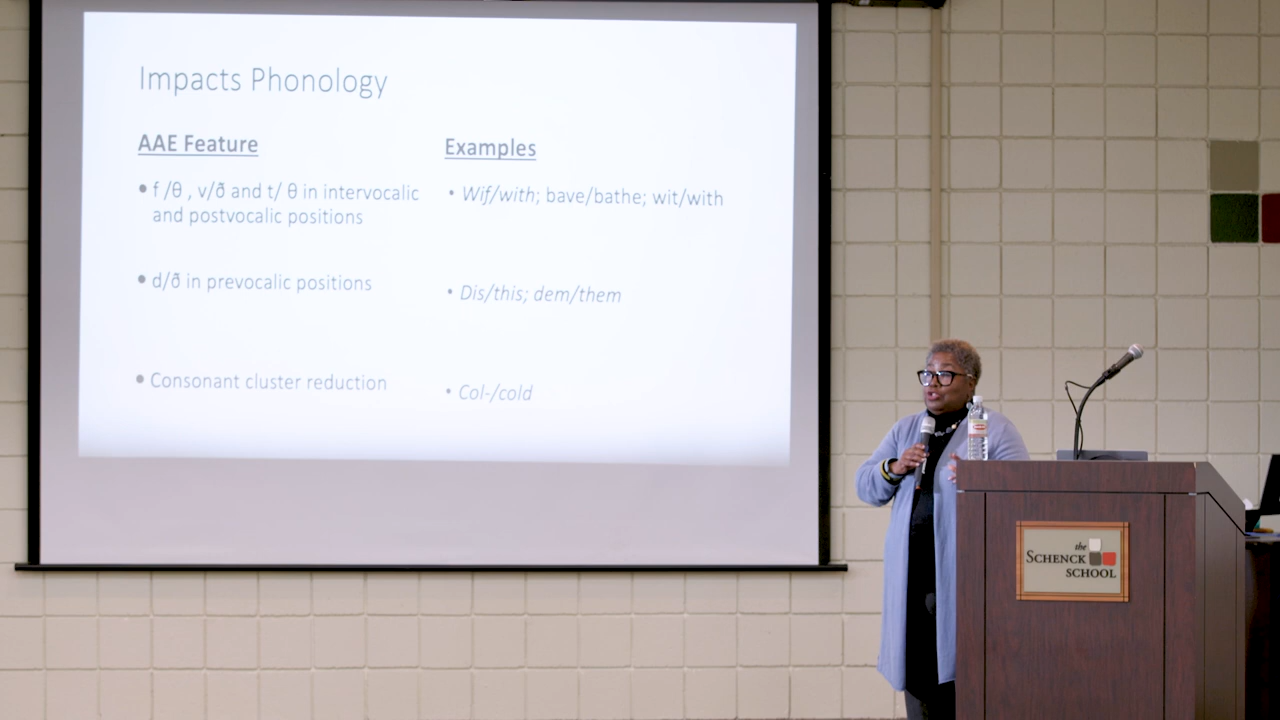 Impacts Phonology
AAE Feature
• f /θ , v/ð and t/ θ in intervocalic
and postvocalic positions
• d/ð in prevocalic positions
• Consonant cluster reduction
Examples
• Wif/with; bave/bathe; wit/with
• Dis/this; dem/them
• Col-/cold
the
SCHENCK
SCHOOL